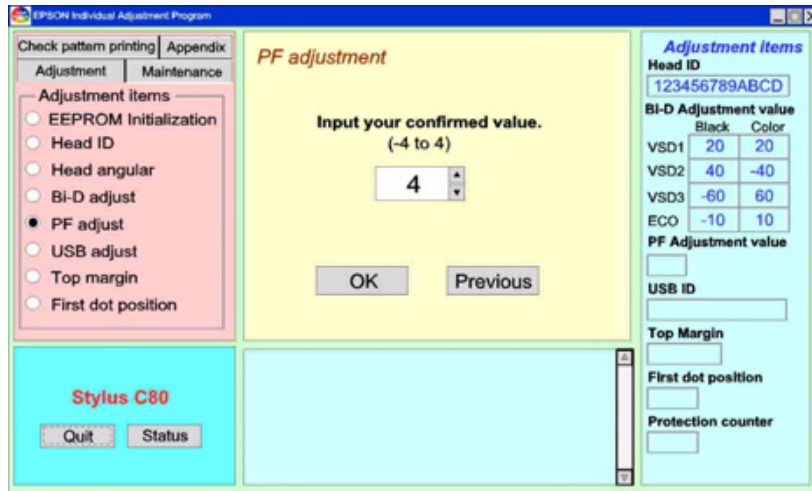 EPSON Individual Adjustment Program
Check pattern printing Appendix
Adjustment Maintenance
Adjustment items
EEPROM Initialization
Head ID
Head angular
Bi-D adjust
PF adjust
USB adjust
Top margin
First dot position
Stylus C80
Quit Status
PF adjustment
Input your confirmed value.
(-4 to 4)
4
OK Previous
Adjustment items
Head ID
123456789ABCD
BI-D Adjustment value
Black Color
VSD1 20 20
VSD2 40 -40
VSD3 -60 60
ECO -10 10
PF Adjustment value
USB ID
Top Margin
First dot position
Protection counter